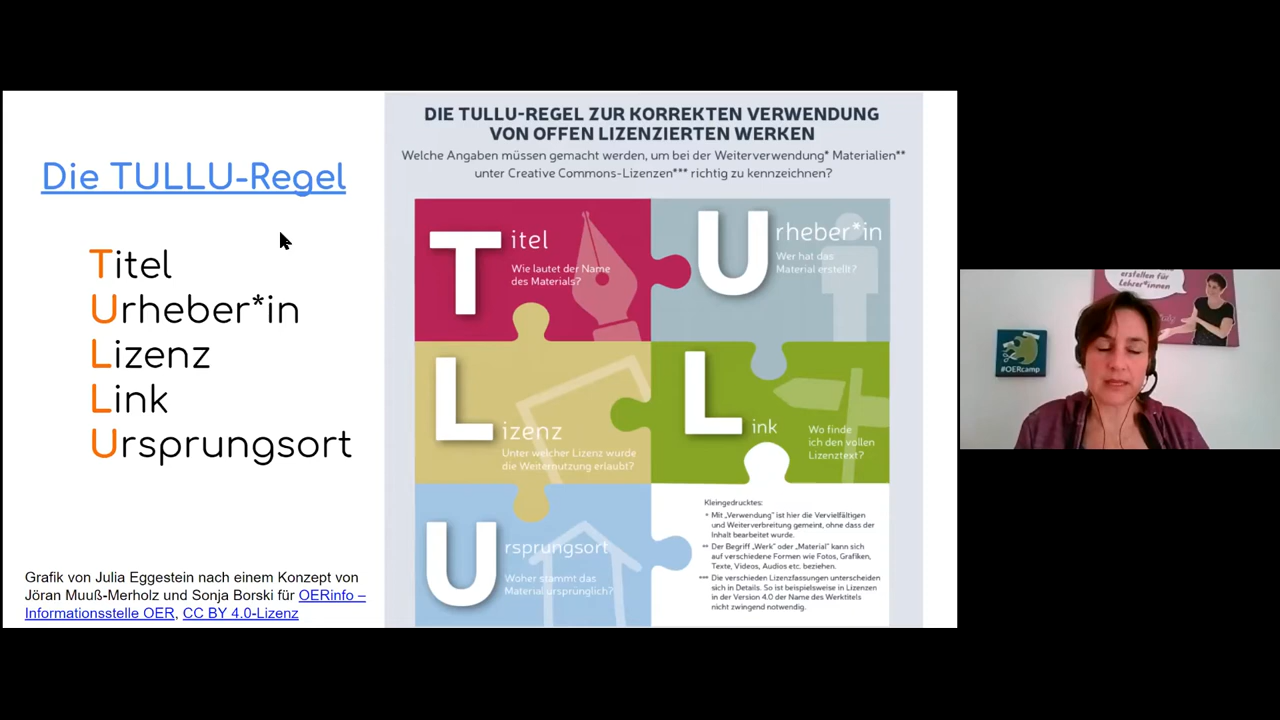 Die TULLU-Regel
Titel
Urheber*in
Lizenz
Link
Ursprungsort
Grafik von Julia Eggestein nach einem Konzept von
Jöran Muuß-Merholz und Sonja Borski für OERinfo –
Informationsstelle OER, CC BY 4.0-Lizenz
DIE TULLU-REGEL ZUR KORREKTEN VERWENDUNG
VON OFFEN LIZENZIERTEN WERKEN
Welche Angaben müssen gemacht werden, um bei der Weiterverwendung* Materialien**
unter Creative Commons-Lizenzen*** richtig zu kennzeichnen?
Titel
Wie lautet der Name
des Materials?
Urheber*in
Wer hat das
Material erstellt?
Lizenz
Unter welcher Lizenz wurde
die Weiternutzung erlaubt?
Link
Wo finde
ich den vollen
Lizenztext?
Ursprungsort
Woher stammt das
Material ursprünglich?
Kleingedrucktes:
* Mit „Verwendung" ist hier die Vervielfältigen
und Weiterverbreitung gemeint, ohne dass der
Inhalt bearbeitet wurde.
** Der Begriff „Werk" oder „Material" kann sich
auf verschiedene Formen wie Fotos, Grafiken,
Texte, Videos, Audios etc. beziehen.
*** Die verschieden Lizenzfassungen unterscheiden
sich in Details. So ist beispielsweise in Lizenzen
in der Version 4.0 der Name des Werktitels
nicht zwingend notwendig.
erstellen für
Lehrer*innen
July
#OERcamp